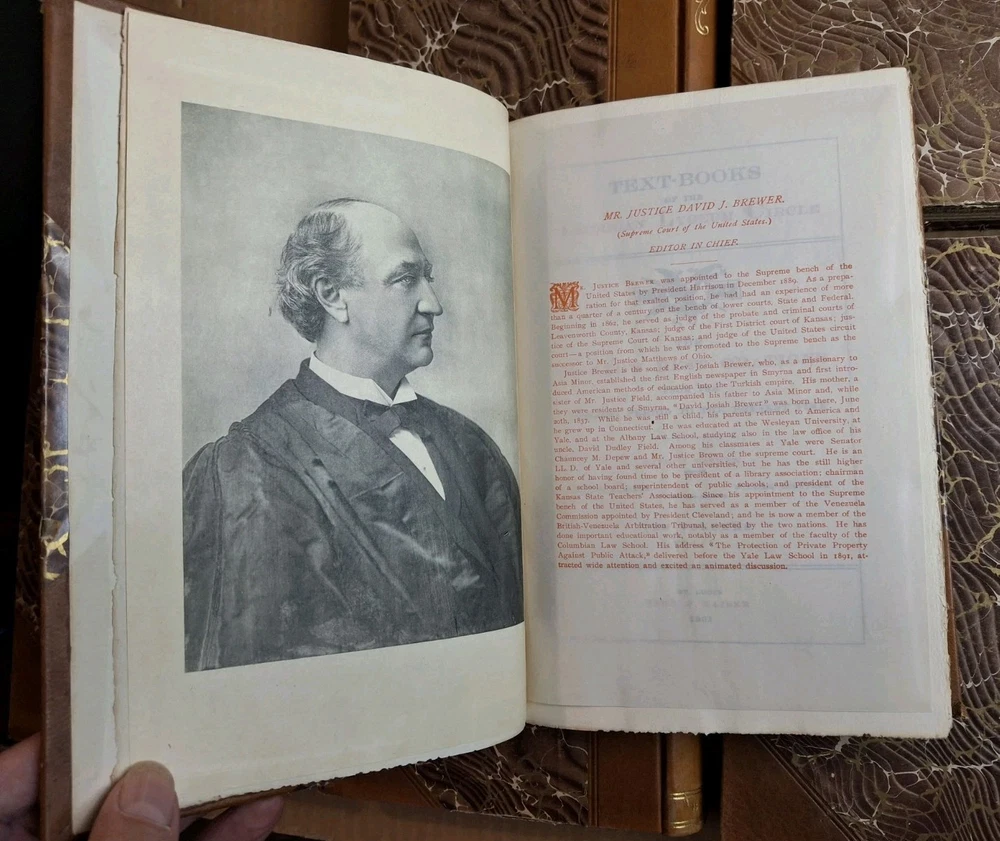 TEXT-BOOKS
MR. JUSTICE DAVID J. BREWER.
(Supreme Court of the United States.)
EDITOR IN CHIEF.
MR. JUSTICE BREWER was appointed to the Supreme bench of the
United States by President Harrison in December 1889. As a prepa-
ration for that exalted position, he had had an experience of more
than a quarter of a century on the bench of lower courts, State and Federal.
Beginning in 1862, he served as judge of the probate and criminal courts of
Leavenworth County, Kansas; judge of the First District court of Kansas; jus-
tice of the Supreme Court of Kansas; and judge of the United States circuit
court—a position from which he was promoted to the Supreme bench as the
successor to Mr. Justice Matthews of Ohio.
Justice Brewer is the son of Rev. Josiah Brewer, who, as a missionary to
Asia Minor, established the first English newspaper in Smyrna and first intro-
duced American methods of education into the Turkish empire. His mother, a
sister of Mr. Justice Field, accompanied his father to Asia Minor and, while
they were residents of Smyrna, "David Josiah Brewer" was born there, June
20th, 1837. While he was still a child, his parents returned to America and
he grew up in Connecticut. He was educated at the Wesleyan University, at
Yale, and at the Albany Law School, studying also in the law office of his
uncle, David Dudley Field. Among his classmates at Yale were Senator
Chauncey M. Depew and Mr. Justice Brown of the supreme court. He is an
LL. D. of Yale and several other universities, but he has the still higher
honor of having found time to be president of a library association; chairman
of a school board; superintendent of public schools; and president of the
Kansas State Teachers' Association. Since his appointment to the Supreme
bench of the United States, he has served as a member of the Venezuela
Commission appointed by President Cleveland; and he is now a member of the
British-Venezuela Arbitration Tribunal, selected by the two nations. He has
done important educational work, notably as a member of the faculty of the
Columbian Law School. His address "The Protection of Private Property
Against Public Attack," delivered before the Yale Law School in 1891, at-
tracted wide attention and excited an animated discussion.